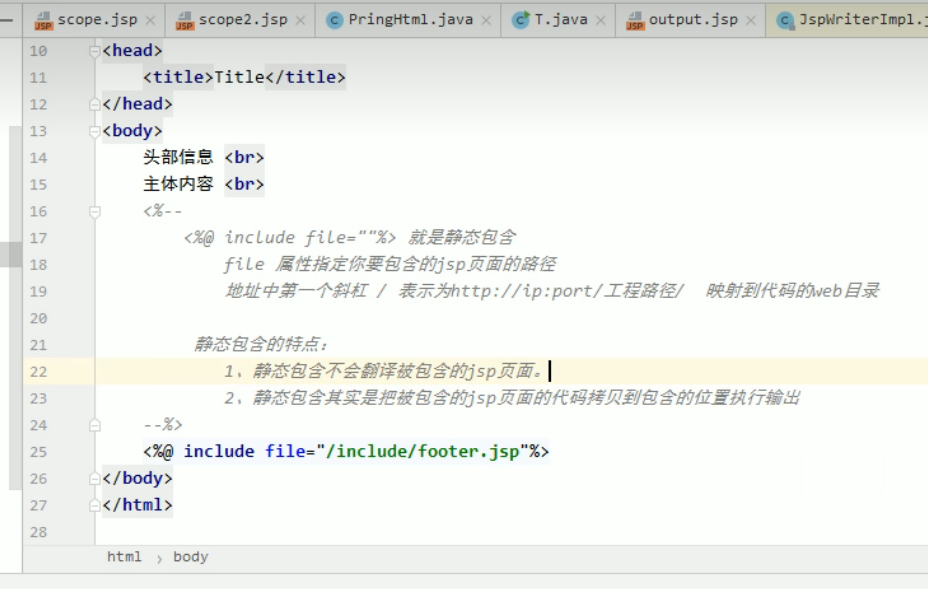 scope.jsp scope2.jsp PringHtml.java T.java output.jsp JspWriterImpl.j
10 <head>
11 <title>Title</title>
12 </head>
13 <body>
14 头部信息 <br>
15 主体内容 <br>
16 <%--
17 <%@ include file=""%> 就是静态包含
18 file 属性指定你要包含的jsp页面的路径
19 地址中第一个斜杠 / 表示为http://ip:port/工程路径/ 映射到代码的web目录
20
21 静态包含的特点：
22 1、静态包含不会翻译被包含的jsp页面。
23 2、静态包含其实是把被包含的jsp页面的代码拷贝到包含的位置执行输出
24 --%>
25 <%@ include file="/include/footer.jsp"%>
26 </body>
27 </html>
28
html › body